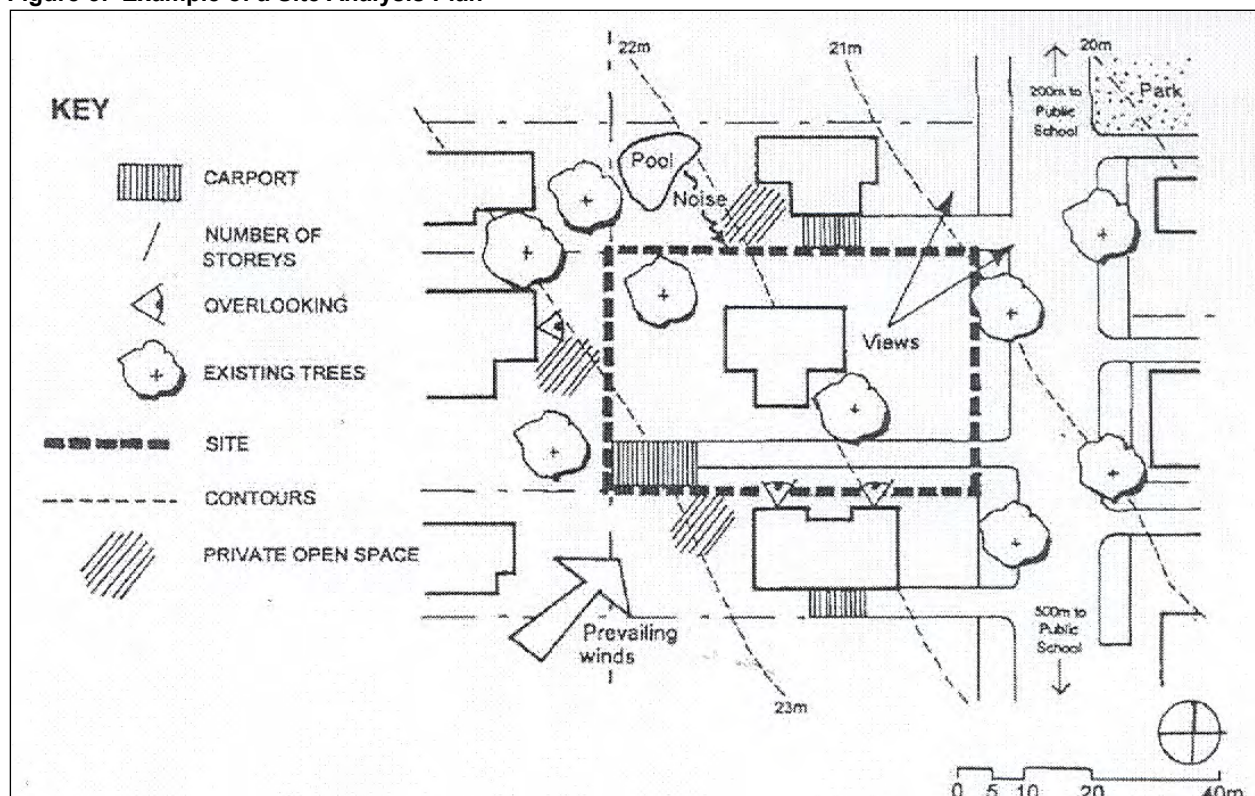 Figure 6. Example of a Site Analysis Plan
KEY
CARPORT
NUMBER OF
STOREYS
OVERLOOKING
EXISTING TREES
SITE
CONTOURS
PRIVATE OPEN SPACE
22m
21m
20m
200m to
Public
School
Park
Pool
Noise
Views
Prevailing
winds
23m
500m to
Public
School
0 5 10 20 40m